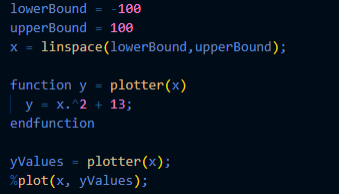 lowerBound = -100
upperBound = 100
x = linspace(lowerBound,upperBound);
function y = plotter(x)
y = x.^2 + 13;
endfunction
yValues = plotter(x);
%plot(x, yValues);